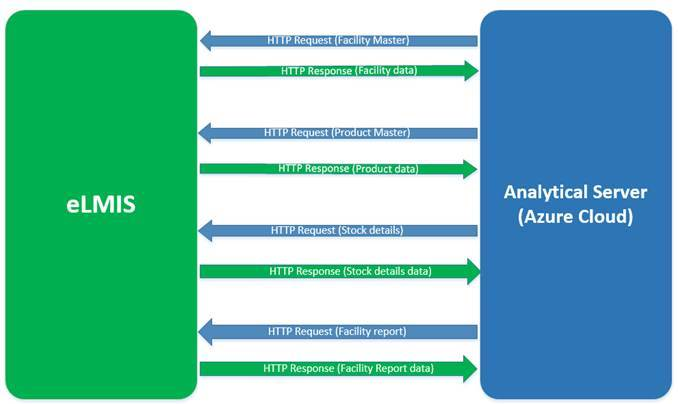 HTTP Request (Facility Master)
HTTP Response (Facility data)
HTTP Request (Product Master)
HTTP Response (Product data)
eLMIS
Analytical Server
(Azure Cloud)
HTTP Request (Stock details)
HTTP Response (Stock details data)
HTTP Request (Facility report)
HTTP Response (Facility Report data)